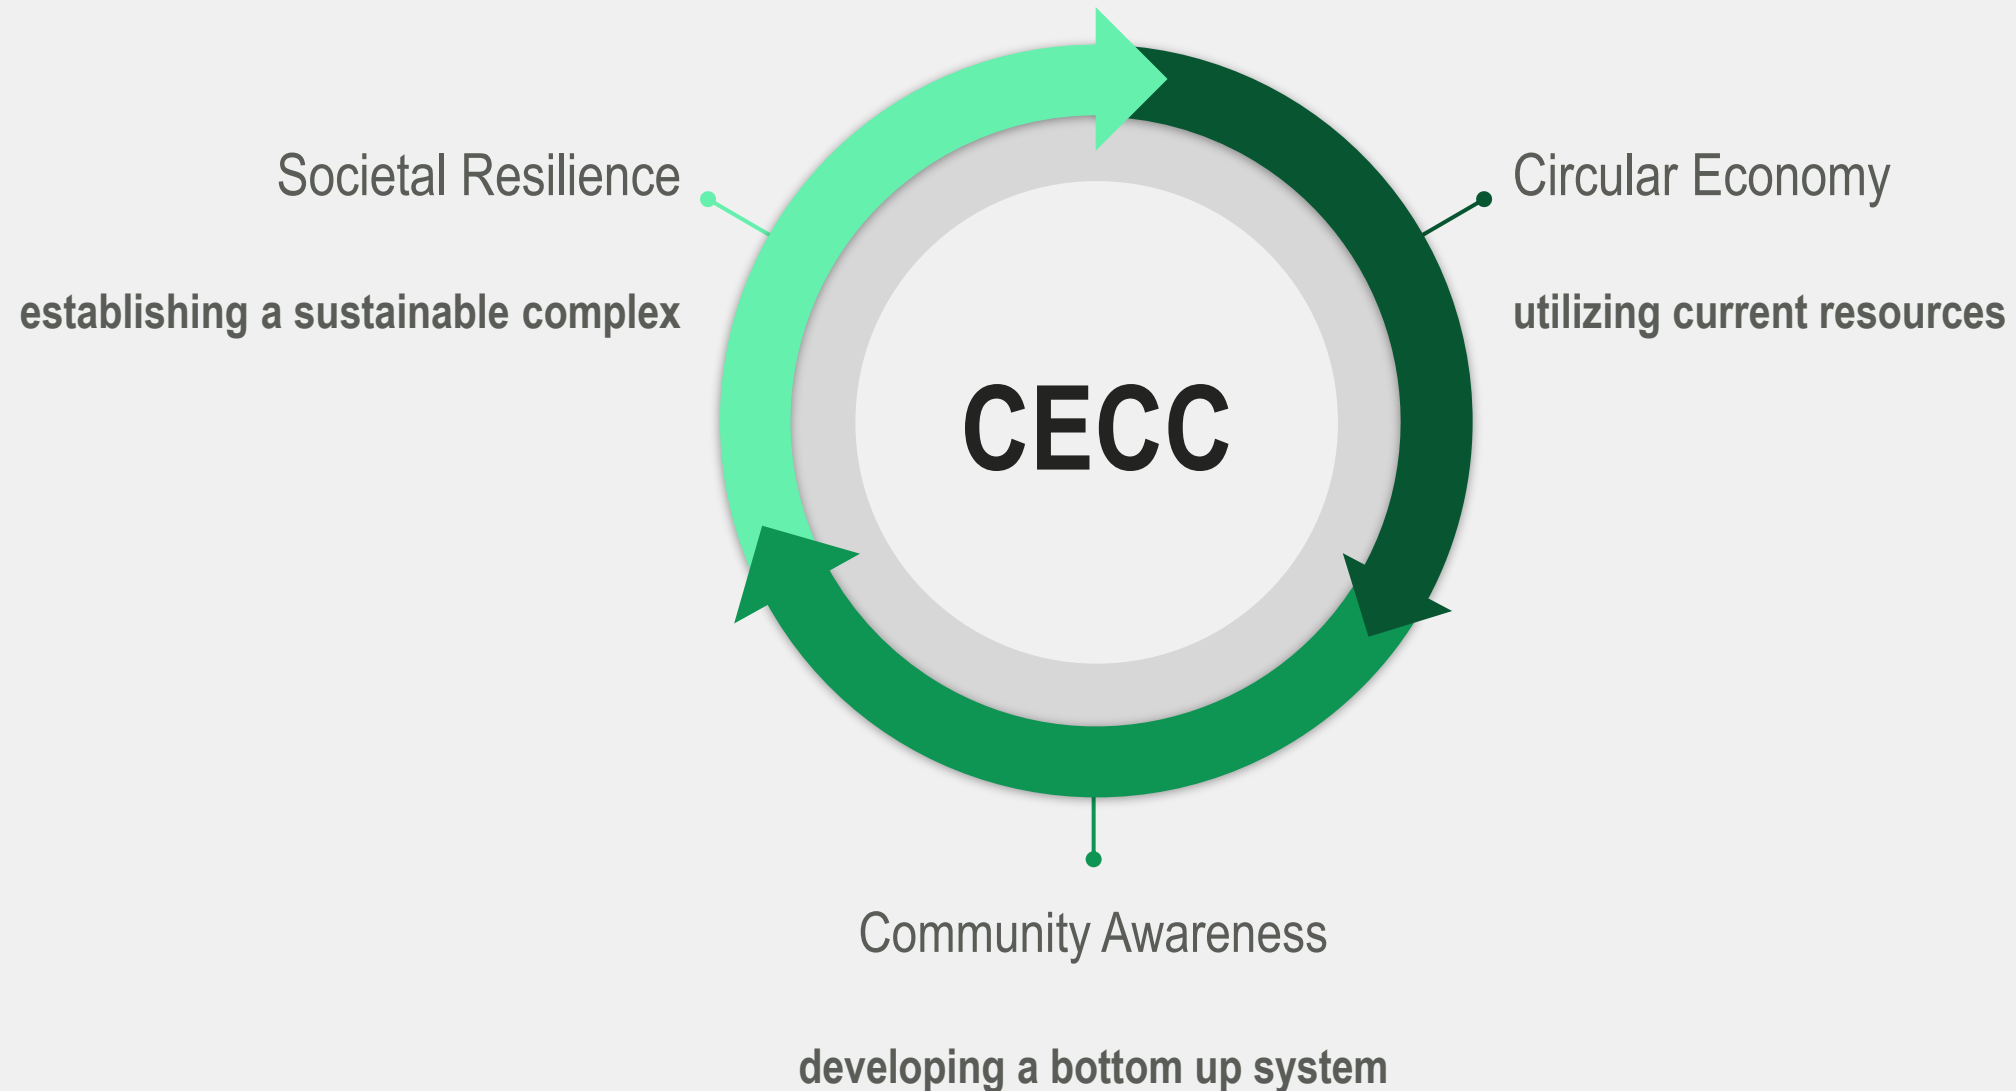 Societal Resilience
establishing a sustainable complex
Circular Economy
utilizing current resources
CECC
Community Awareness
developing a bottom up system